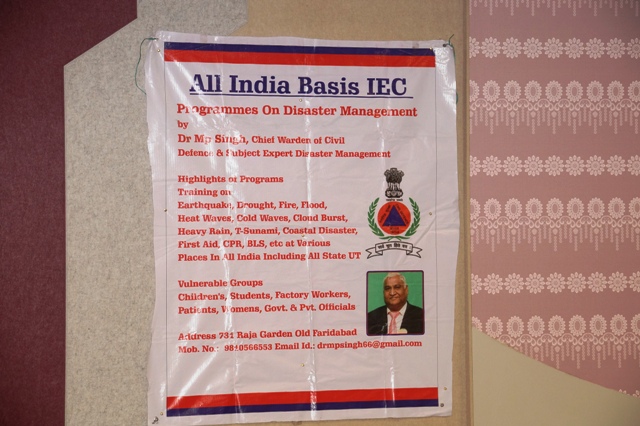 All India Basis IEC
Programmes On Disaster Management
by
Dr Mp Singh, Chief Warden of Civil
Defence & Subject Expert Disaster Management
Highlights of Programs
Training on
Earthquake, Drought, Fire, Flood,
Heat Waves, Cold Waves, Cloud Burst,
Heavy Rain, T-Sunami, Coastal Disaster,
First Aid, CPR, BLS, etc at Various
Places In All India Including All State UT
Vulnerable Groups
Children's, Students, Factory Workers,
Patients, Womens, Govt. & Pvt. Officials
Address 731 Raja Garden Old Faridabad
Mob. No.: 9810566553 Email Id.: drmpsingh66@gmail.com